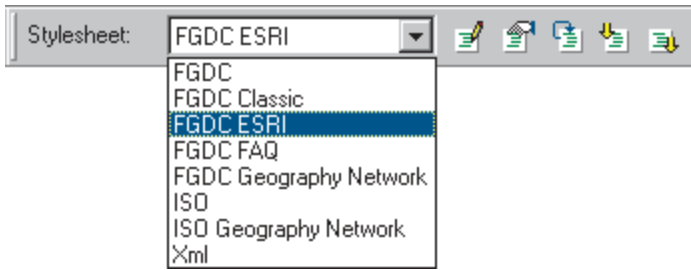 Stylesheet: FGDC ESRI
FGDC
FGDC Classic
FGDC ESRI
FGDC FAQ
FGDC Geography Network
ISO
ISO Geography Network
Xml